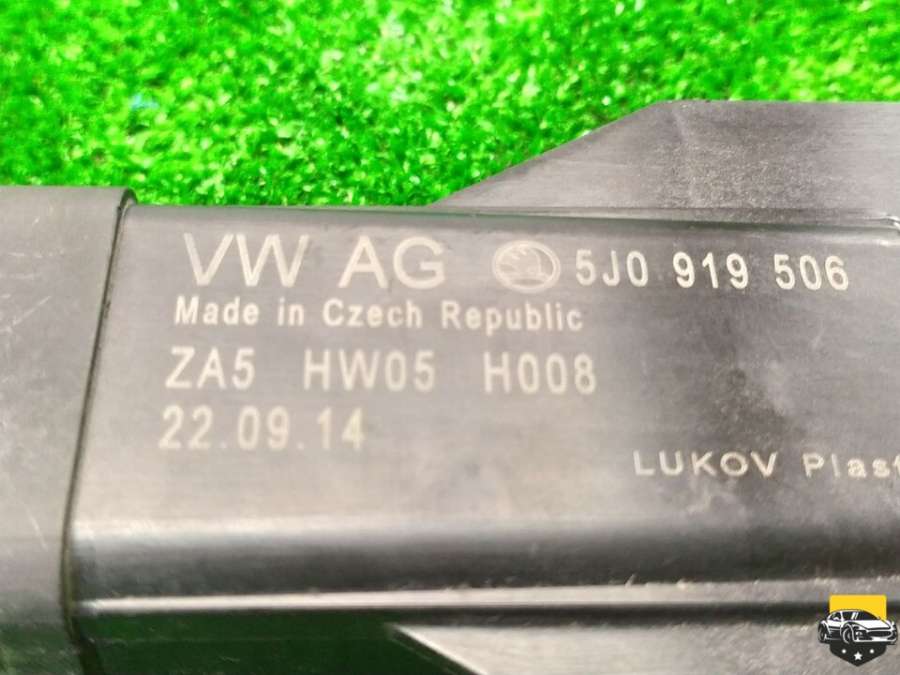 VW AG 5J0 919 506
Made in Czech Republic
ZA5 HW05 H008
22.09.14
LUKOV Plast